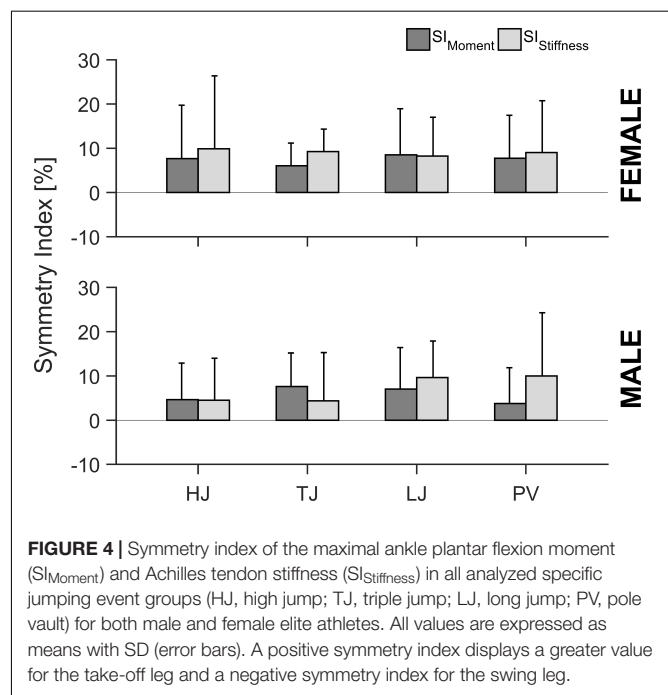 SI Moment SI Stiffness
30
20
10
0
-10
FEMALE
Symmetry Index [%]
30
20
10
0
-10
MALE
HJ TJ LJ PV
FIGURE 4 | Symmetry index of the maximal ankle plantar flexion moment
(SIMoment) and Achilles tendon stiffness (SIStiffness) in all analyzed specific
jumping event groups (HJ, high jump; TJ, triple jump; LJ, long jump; PV, pole
vault) for both male and female elite athletes. All values are expressed as
means with SD (error bars). A positive symmetry index displays a greater value
for the take-off leg and a negative symmetry index for the swing leg.